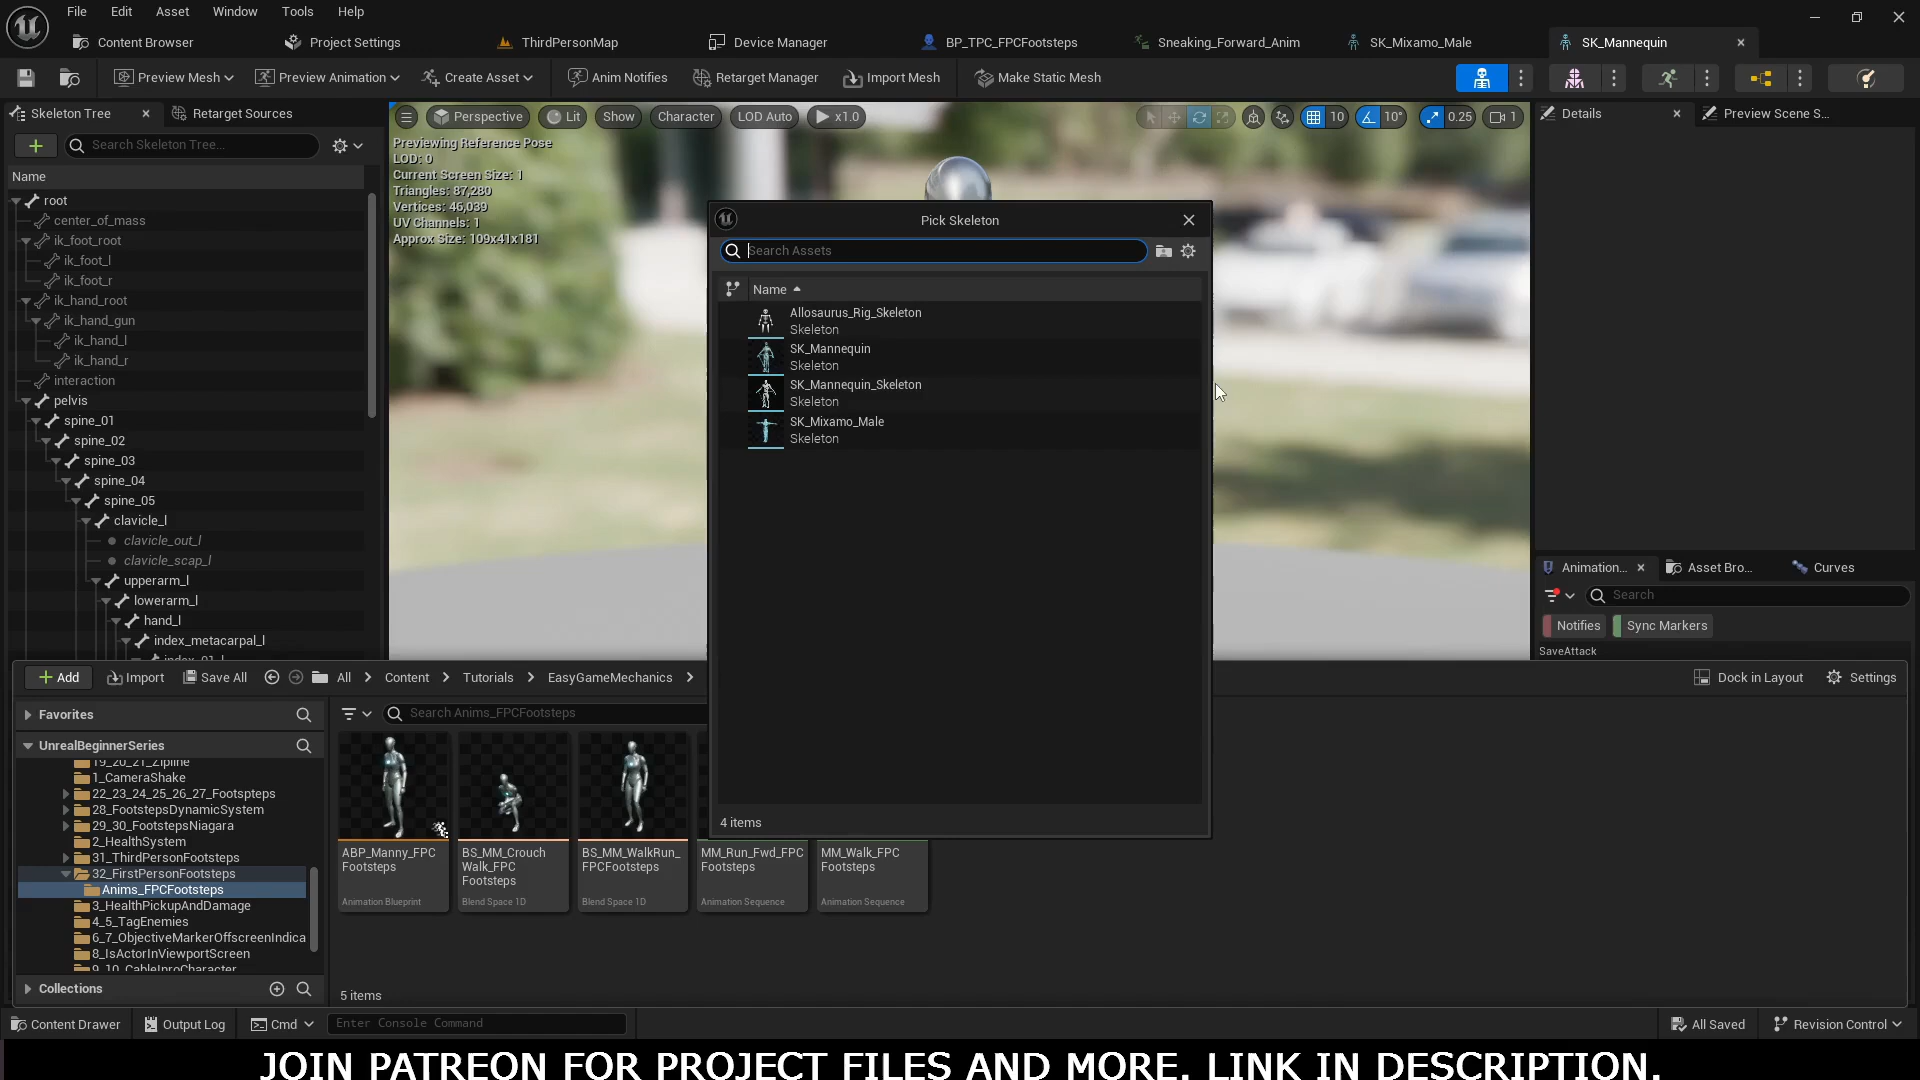 File Edit Asset Window Tools Help
Content Browser Project Settings ThirdPersonMap Device Manager BP_TPC_FPCFootsteps Sneaking_Forward_Anim SK_Mixamo_Male SK_Mannequin
Preview Mesh Preview Animation Create Asset Anim Notifies Retarget Manager Import Mesh Make Static Mesh
Skeleton Tree Retarget Sources
Search Skeleton Tree...
Name
root
center_of_mass
ik_foot_root
ik_foot_l
ik_foot_r
ik_hand_root
ik_hand_gun
ik_hand_l
ik_hand_r
interaction
pelvis
spine_01
spine_02
spine_03
spine_04
spine_05
clavicle_l
clavicle_out_l
clavicle_scap_l
upperarm_l
lowerarm_l
hand_l
index_metacarpal_l
index_01_l
Perspective Lit Show Character LOD Auto x1.0 10 10° 0.25 1
Previewing Reference Pose
LOD: 0
Current Screen Size: 1
Triangles: 87,280
Vertices: 46,039
UV Channels: 1
Approx Size: 109x41x181
Pick Skeleton
Search Assets
Name
Allosaurus_Rig_Skeleton
Skeleton
SK_Mannequin
Skeleton
SK_Mannequin_Skeleton
Skeleton
SK_Mixamo_Male
Skeleton
4 items
Details Preview Scene S...
Animation... Asset Bro... Curves
Search
Notifies Sync Markers
SaveAttack
Add Import Save All All Content Tutorials EasyGameMechanics Dock in Layout Settings
Favorites
UnrealBeginnerSeries
19_20_21_Zipline
1_CameraShake
22_23_24_25_26_27_Footspteps
28_FootstepsDynamicSystem
29_30_FootstepsNiagara
2_HealthSystem
31_ThirdPersonFootsteps
32_FirstPersonFootsteps
Anims_FPCFootsteps
3_HealthPickupAndDamage
4_5_TagEnemies
6_7_ObjectiveMarkerOffscreenIndica
8_IsActorInViewportScreen
9_10_CableInproCharacter
Collections
Search Anims_FPCFootsteps
ABP_Manny_FPC
Footsteps
Animation Blueprint
BS_MM_Crouch
Walk_FPC
Footsteps
Blend Space 1D
BS_MM_WalkRun_
FPCFootsteps
Blend Space 1D
MM_Run_Fwd_FPC
Footsteps
Animation Sequence
MM_Walk_FPC
Footsteps
Animation Sequence
5 items
Content Drawer Output Log Cmd Enter Console Command All Saved Revision Control
JOIN PATREON FOR PROJECT FILES AND MORE. LINK IN DESCRIPTION.